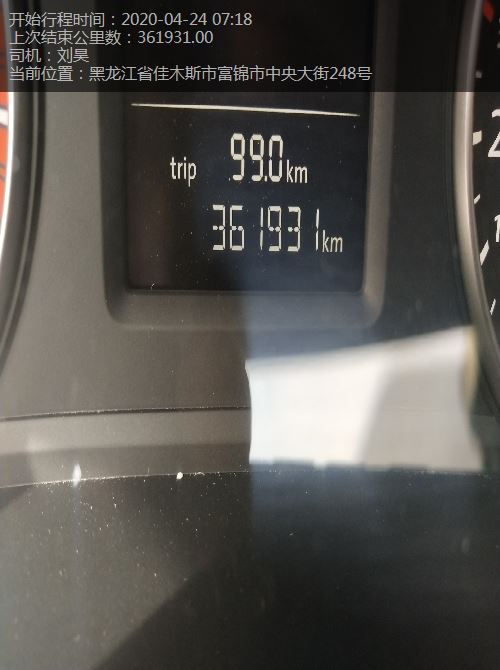 开始行程时间：2020-04-24 07:18
上次结束公里数：361931.00
司机：刘昊
当前位置：黑龙江省佳木斯市富锦市中央大街248号
trip 99.0km
361931km